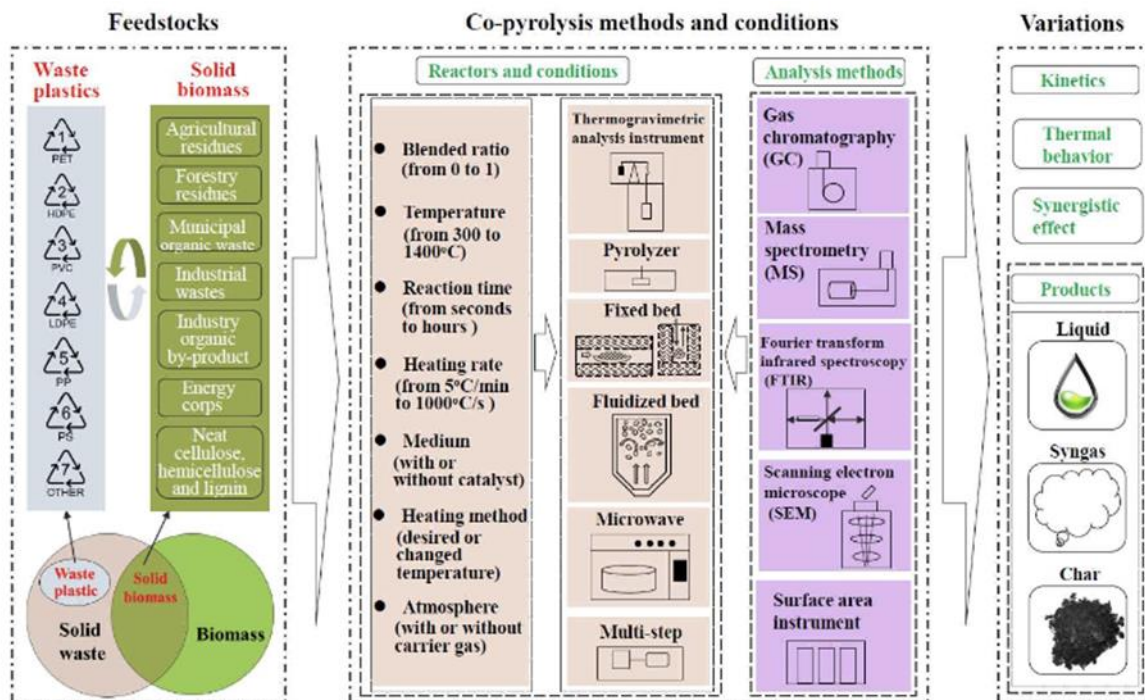 Feedstocks
Waste
plastics
Solid
biomass
1
PET
2
HDPE
3
PVC
4
LDPE
5
PP
6
PS
7
OTHER
Agricultural
residues
Forestry
residues
Municipal
organic waste
Industrial
wastes
Industry
organic
by-product
Energy
corps
Neat
cellulose,
hemicellulose
and lignin
Waste
plastic
Solid
biomass
Solid
waste
Biomass
Co-pyrolysis methods and conditions
Reactors and conditions
● Blended ratio
(from 0 to 1)
● Temperature
(from 300 to
1400°C)
● Reaction time
(from seconds
to hours )
● Heating rate
(from 5°C/min
to 1000°C/s )
● Medium
(with or
without catalyst)
● Heating method
(desired or
changed
temperature)
● Atmosphere
(with or without
carrier gas)
Thermogravimetric
analysis instrument
Pyrolyzer
Fixed bed
Fluidized bed
Microwave
Multi-step
Analysis methods
Gas
chromatography
(GC)
Mass
spectrometry
(MS)
Fourier transform
infrared spectroscopy
(FTIR)
Scanning electron
microscope
(SEM)
Surface area
instrument
Variations
Kinetics
Thermal
behavior
Synergistic
effect
Products
Liquid
Syngas
Char